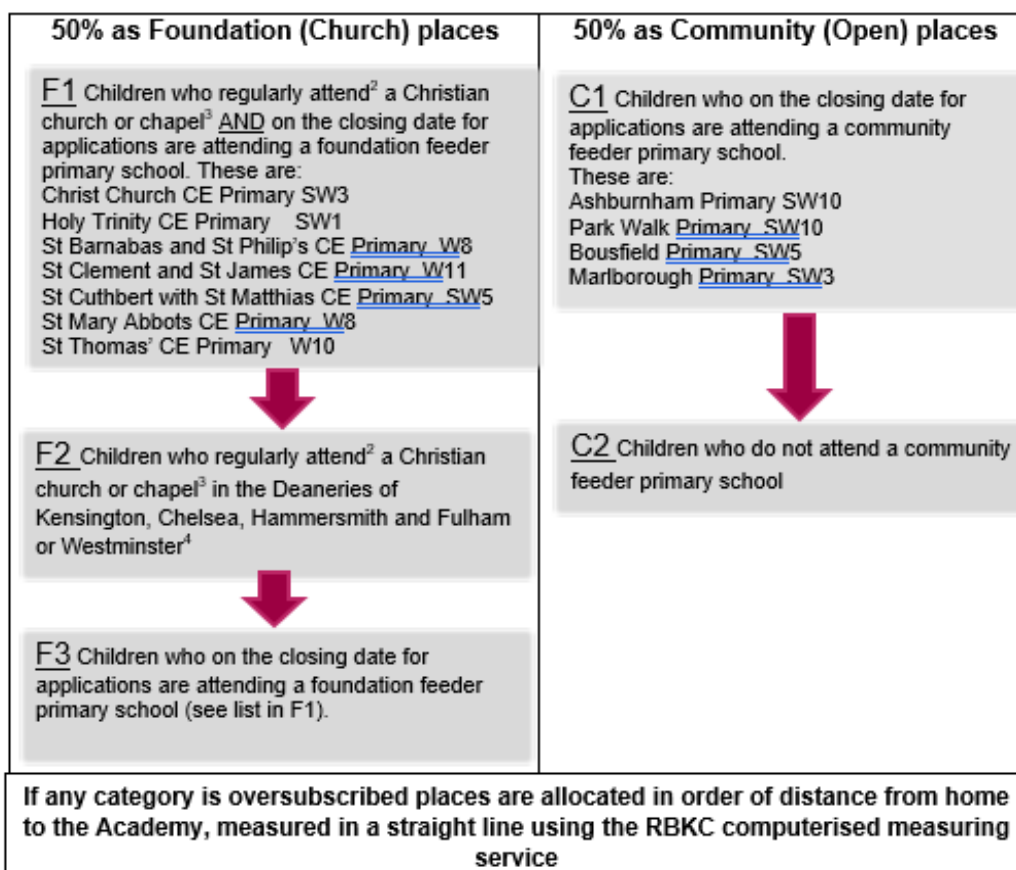 50% as Foundation (Church) places
F1 Children who regularly attend² a Christian
church or chapel³ AND on the closing date for
applications are attending a foundation feeder
primary school. These are:
Christ Church CE Primary SW3
Holy Trinity CE Primary SW1
St Barnabas and St Philip's CE Primary W8
St Clement and St James CE Primary W11
St Cuthbert with St Matthias CE Primary SW5
St Mary Abbots CE Primary W8
St Thomas' CE Primary W10
F2 Children who regularly attend² a Christian
church or chapel³ in the Deaneries of
Kensington, Chelsea, Hammersmith and Fulham
or Westminster⁴
F3 Children who on the closing date for
applications are attending a foundation feeder
primary school (see list in F1).
50% as Community (Open) places
C1 Children who on the closing date for
applications are attending a community
feeder primary school.
These are:
Ashburnham Primary SW10
Park Walk Primary SW10
Bousfield Primary SW5
Marlborough Primary SW3
C2 Children who do not attend a community
feeder primary school
If any category is oversubscribed places are allocated in order of distance from home
to the Academy, measured in a straight line using the RBKC computerised measuring
service